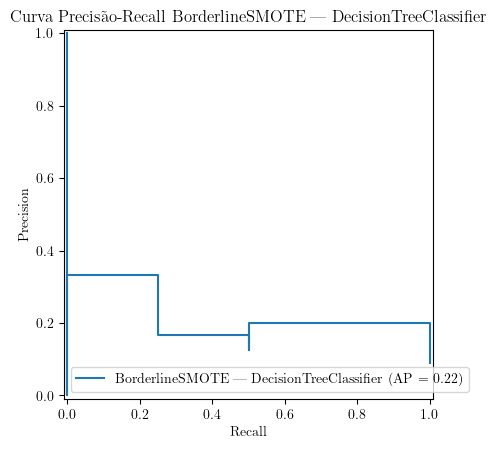 Curva Precisão-Recall BorderlineSMOTE — DecisionTreeClassifier
1.0
0.8
0.6
0.4
0.2
0.0
Precision
BorderlineSMOTE — DecisionTreeClassifier (AP = 0.22)
0.0 0.2 0.4 0.6 0.8 1.0
Recall